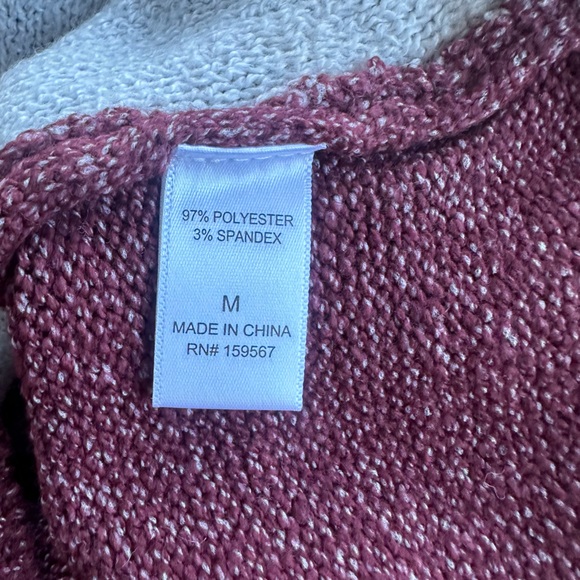 97% POLYESTER
3% SPANDEX
M
MADE IN CHINA
RN# 159567